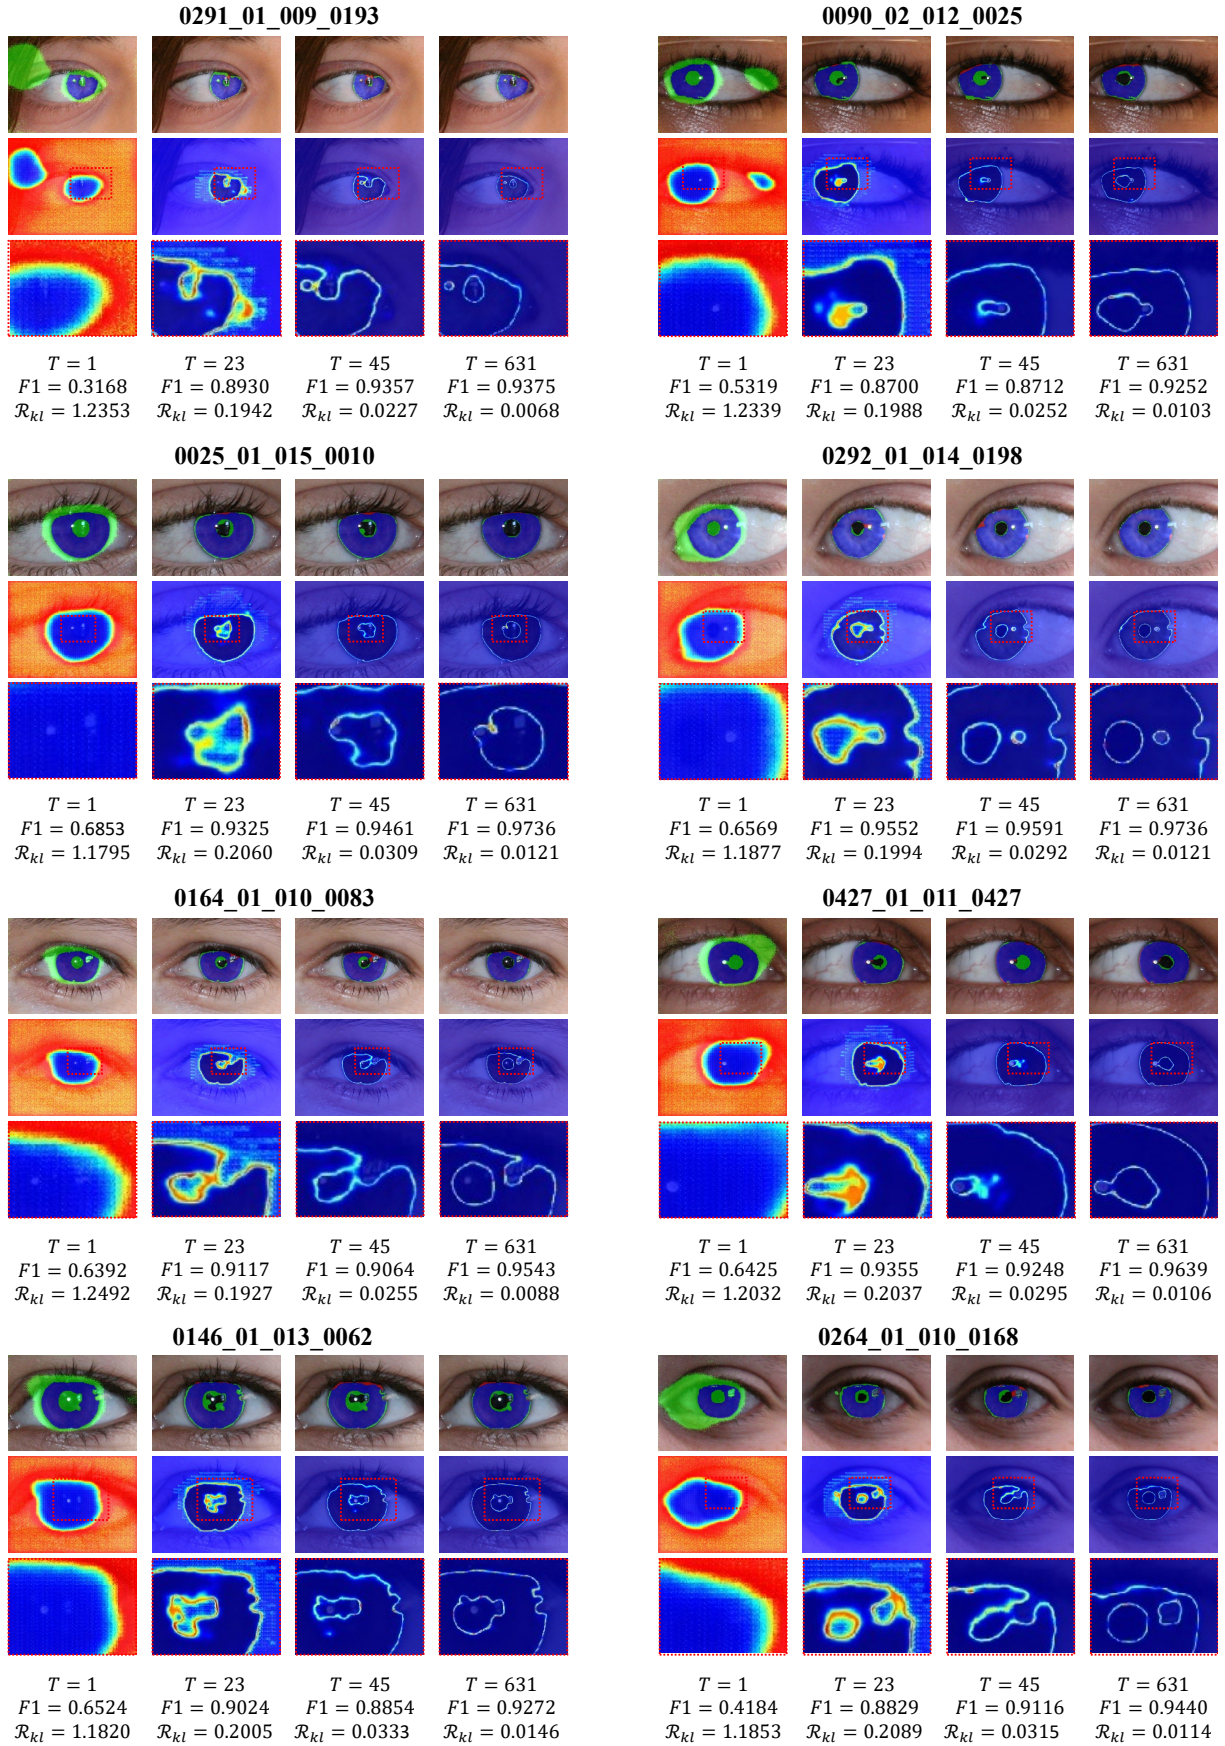 0291_01_009_0193
T = 1 T = 23 T = 45 T = 631
F1 = 0.3168 F1 = 0.8930 F1 = 0.9357 F1 = 0.9375
ℛkl = 1.2353 ℛkl = 0.1942 ℛkl = 0.0227 ℛkl = 0.0068
0090_02_012_0025
T = 1 T = 23 T = 45 T = 631
F1 = 0.5319 F1 = 0.8700 F1 = 0.8712 F1 = 0.9252
ℛkl = 1.2339 ℛkl = 0.1988 ℛkl = 0.0252 ℛkl = 0.0103
0025_01_015_0010
T = 1 T = 23 T = 45 T = 631
F1 = 0.6853 F1 = 0.9325 F1 = 0.9461 F1 = 0.9736
ℛkl = 1.1795 ℛkl = 0.2060 ℛkl = 0.0309 ℛkl = 0.0121
0292_01_014_0198
T = 1 T = 23 T = 45 T = 631
F1 = 0.6569 F1 = 0.9552 F1 = 0.9591 F1 = 0.9736
ℛkl = 1.1877 ℛkl = 0.1994 ℛkl = 0.0292 ℛkl = 0.0121
0164_01_010_0083
T = 1 T = 23 T = 45 T = 631
F1 = 0.6392 F1 = 0.9117 F1 = 0.9064 F1 = 0.9543
ℛkl = 1.2492 ℛkl = 0.1927 ℛkl = 0.0255 ℛkl = 0.0088
0427_01_011_0427
T = 1 T = 23 T = 45 T = 631
F1 = 0.6425 F1 = 0.9355 F1 = 0.9248 F1 = 0.9639
ℛkl = 1.2032 ℛkl = 0.2037 ℛkl = 0.0295 ℛkl = 0.0106
0146_01_013_0062
T = 1 T = 23 T = 45 T = 631
F1 = 0.6524 F1 = 0.9024 F1 = 0.8854 F1 = 0.9272
ℛkl = 1.1820 ℛkl = 0.2005 ℛkl = 0.0333 ℛkl = 0.0146
0264_01_010_0168
T = 1 T = 23 T = 45 T = 631
F1 = 0.4184 F1 = 0.8829 F1 = 0.9116 F1 = 0.9440
ℛkl = 1.1853 ℛkl = 0.2089 ℛkl = 0.0315 ℛkl = 0.0114